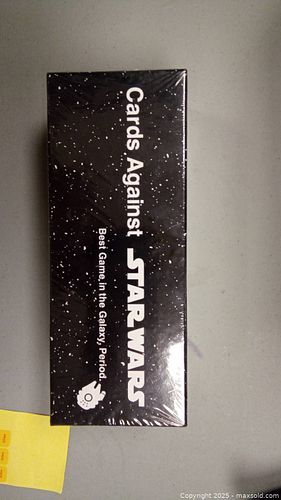 Cards Against STAR WARS
Best Game in the Galaxy, Period.
Copyright 2025 - maxsold.com